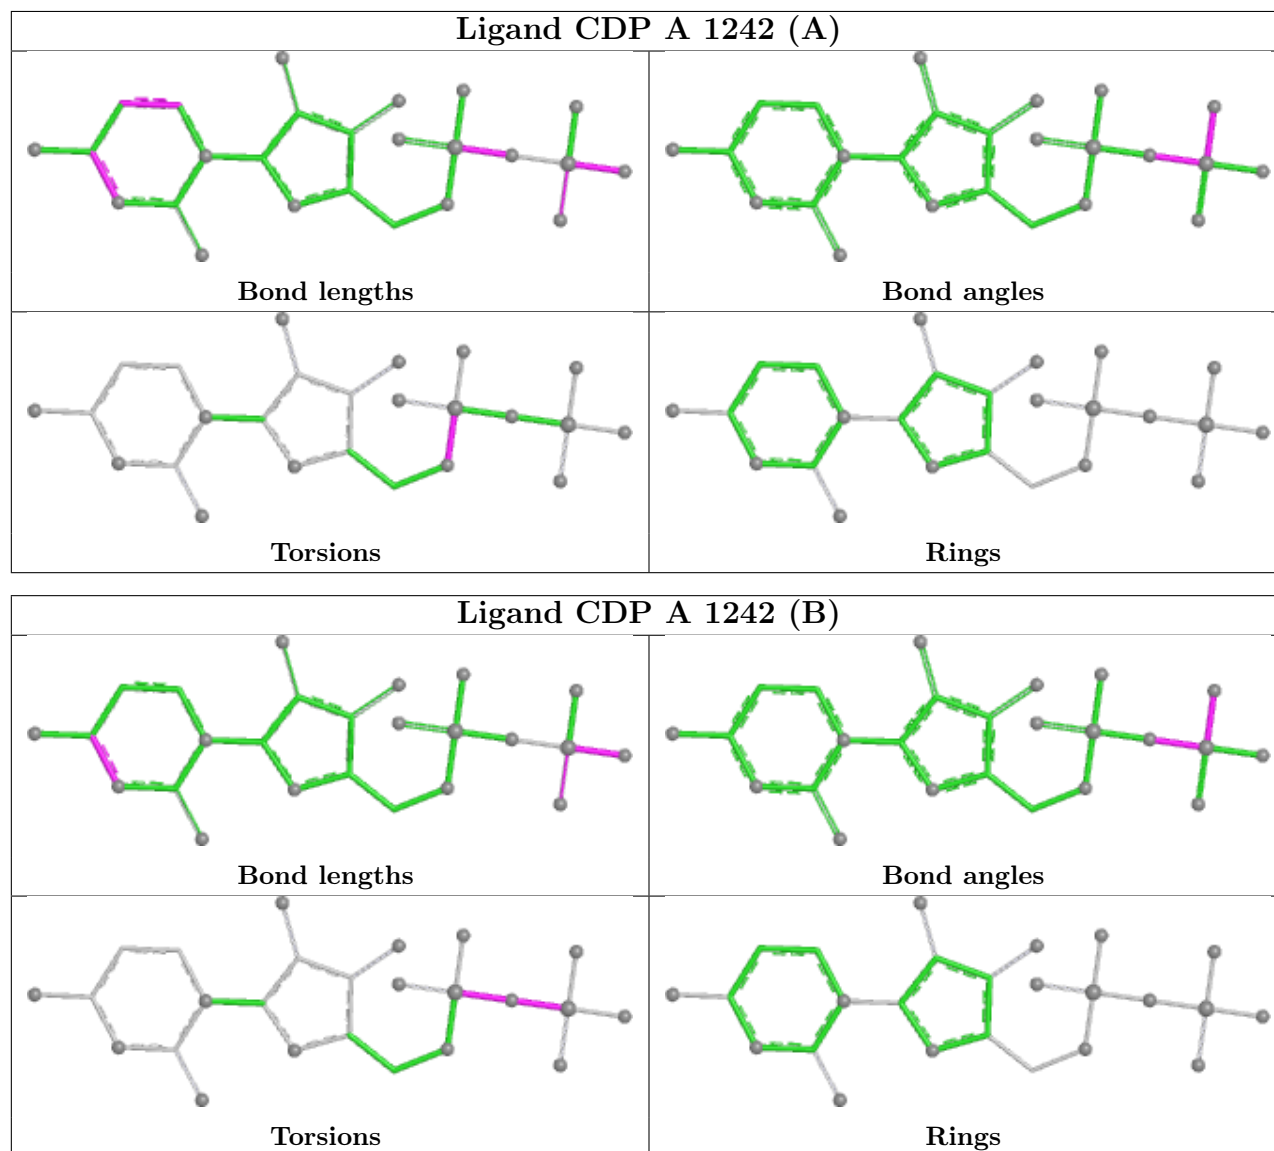 Ligand CDP A 1242 (A)
Bond lengths
Bond angles
Torsions
Rings
Ligand CDP A 1242 (B)
Bond lengths
Bond angles
Torsions
Rings